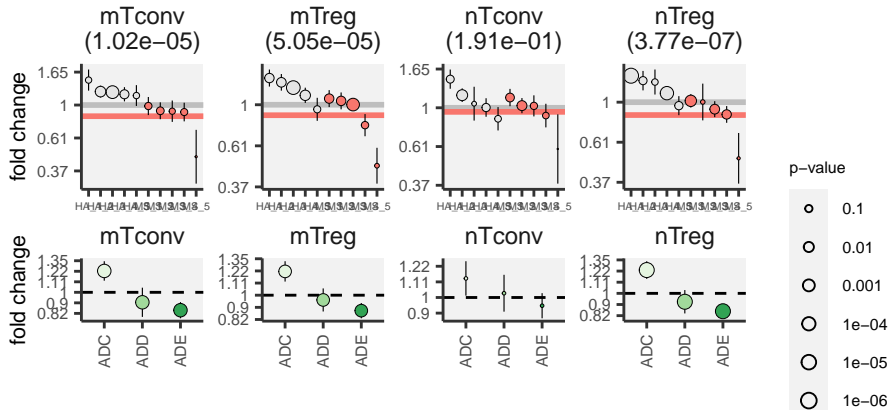 mTconv
(1.02e−05)
mTreg
(5.05e−05)
nTconv
(1.91e−01)
nTreg
(3.77e−07)
fold change
1.65
1
0.61
0.37
1
0.61
0.37
1.65
1
0.61
0.37
1
0.61
0.37
mTconv
mTreg
nTconv
nTreg
fold change
1.35
1.22
1.11
1
0.9
0.82
1.35
1.22
1.11
1
0.9
0.82
1.22
1.11
1
0.9
0.82
1.35
1.22
1.11
1
0.9
0.82
ADC
ADD
ADE
ADC
ADD
ADE
ADC
ADD
ADE
ADC
ADD
ADE
p−value
0.1
0.01
0.001
1e−04
1e−05
1e−06